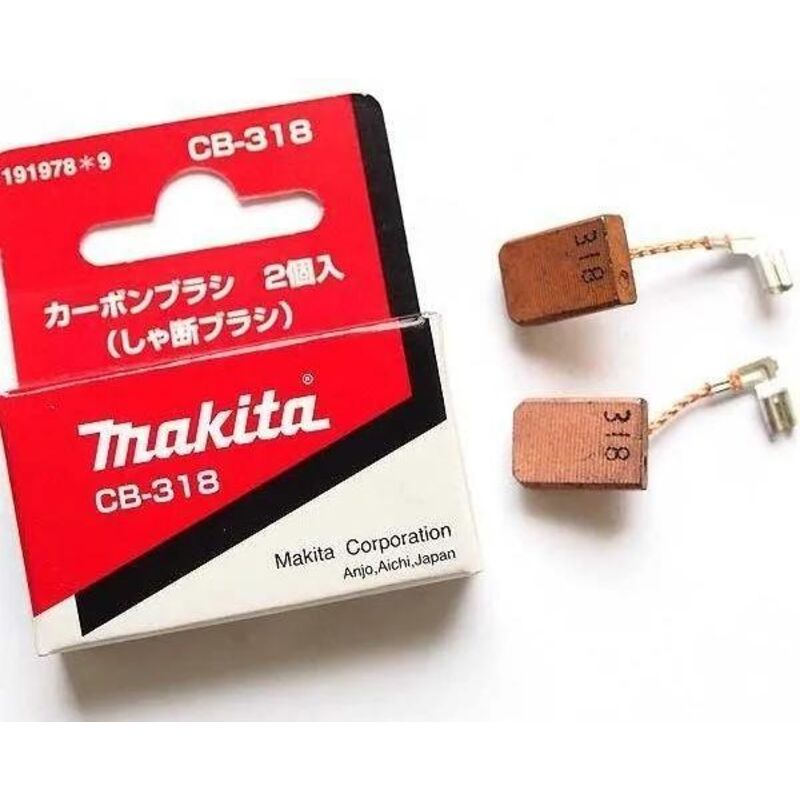 191978*9
CB-318
カーボンブラシ 2個入
(しゃ断ブラシ)
makita®
CB-318
Makita Corporation
Anjo,Aichi,Japan
318
318